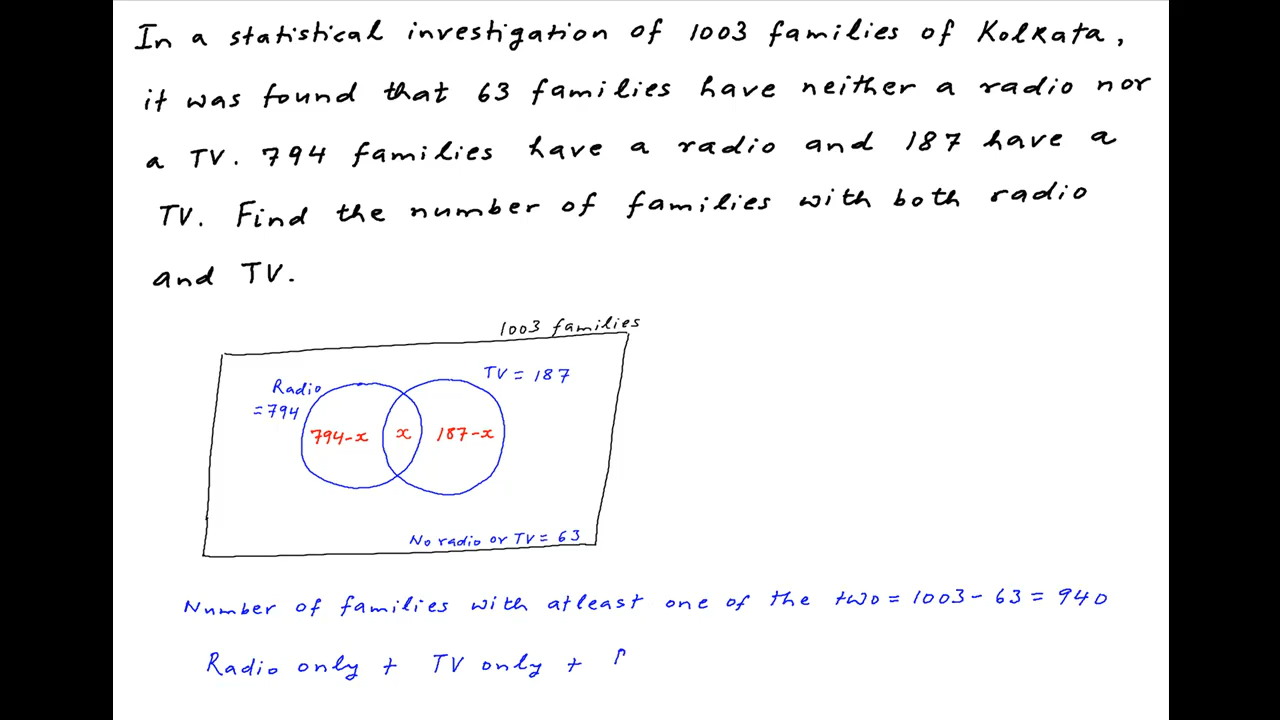 In a statistical investigation of 1003 families of Kolkata,
it was found that 63 families have neither a radio nor
a TV. 794 families have a radio and 187 have a
TV. Find the number of families with both radio
and TV.
1003 families
TV = 187
Radio
= 794
794-x x 187-x
No radio or TV = 63
Number of families with atleast one of the two = 1003 - 63 = 940
Radio only + TV only +